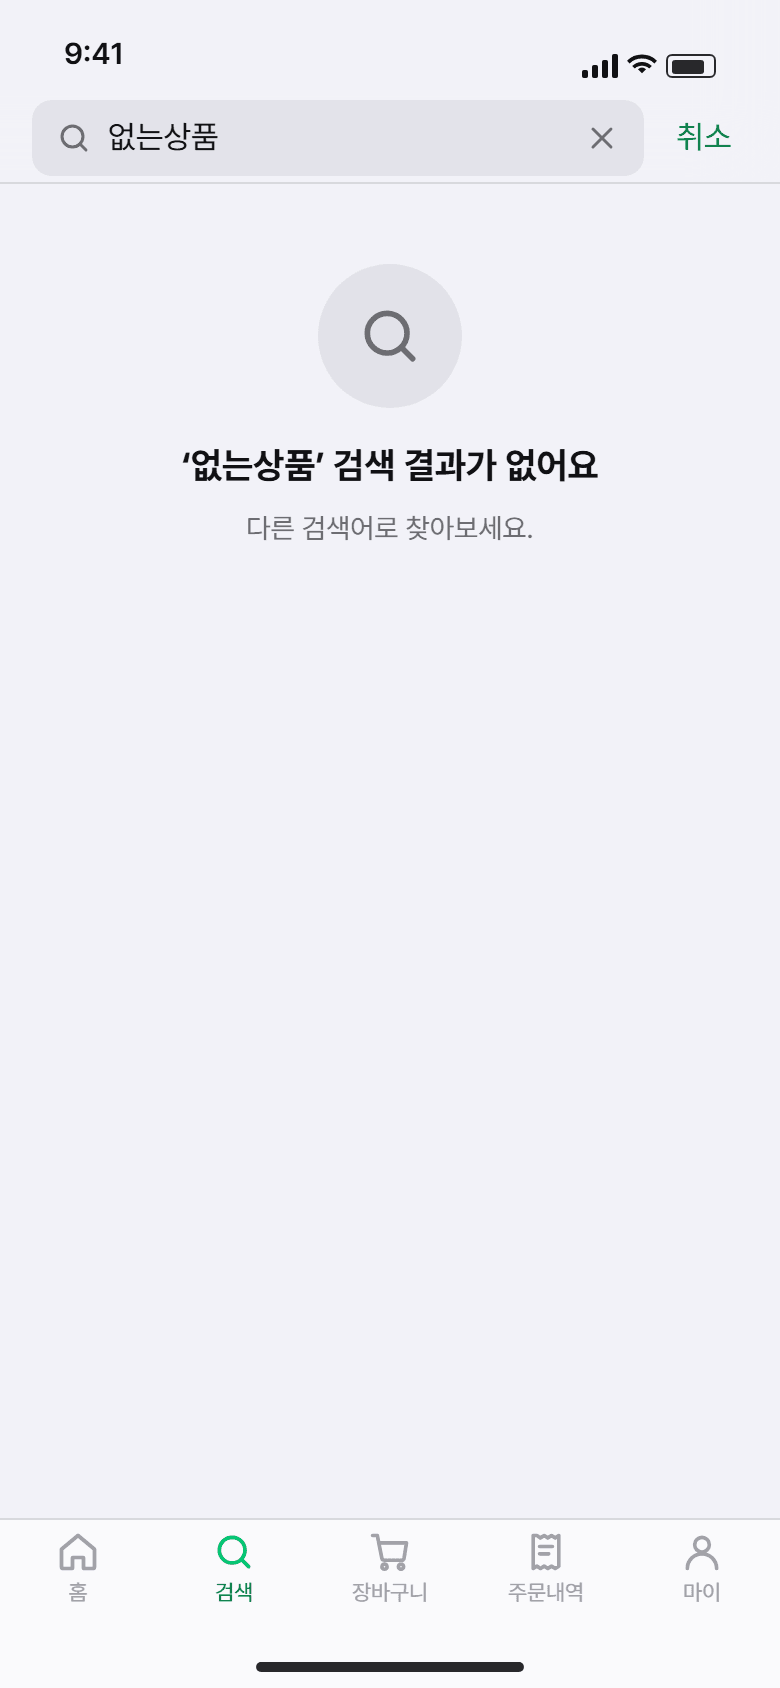 9:41
없는상품
취소
‘없는상품’ 검색 결과가 없어요
다른 검색어로 찾아보세요.
홈
검색
장바구니
주문내역
마이